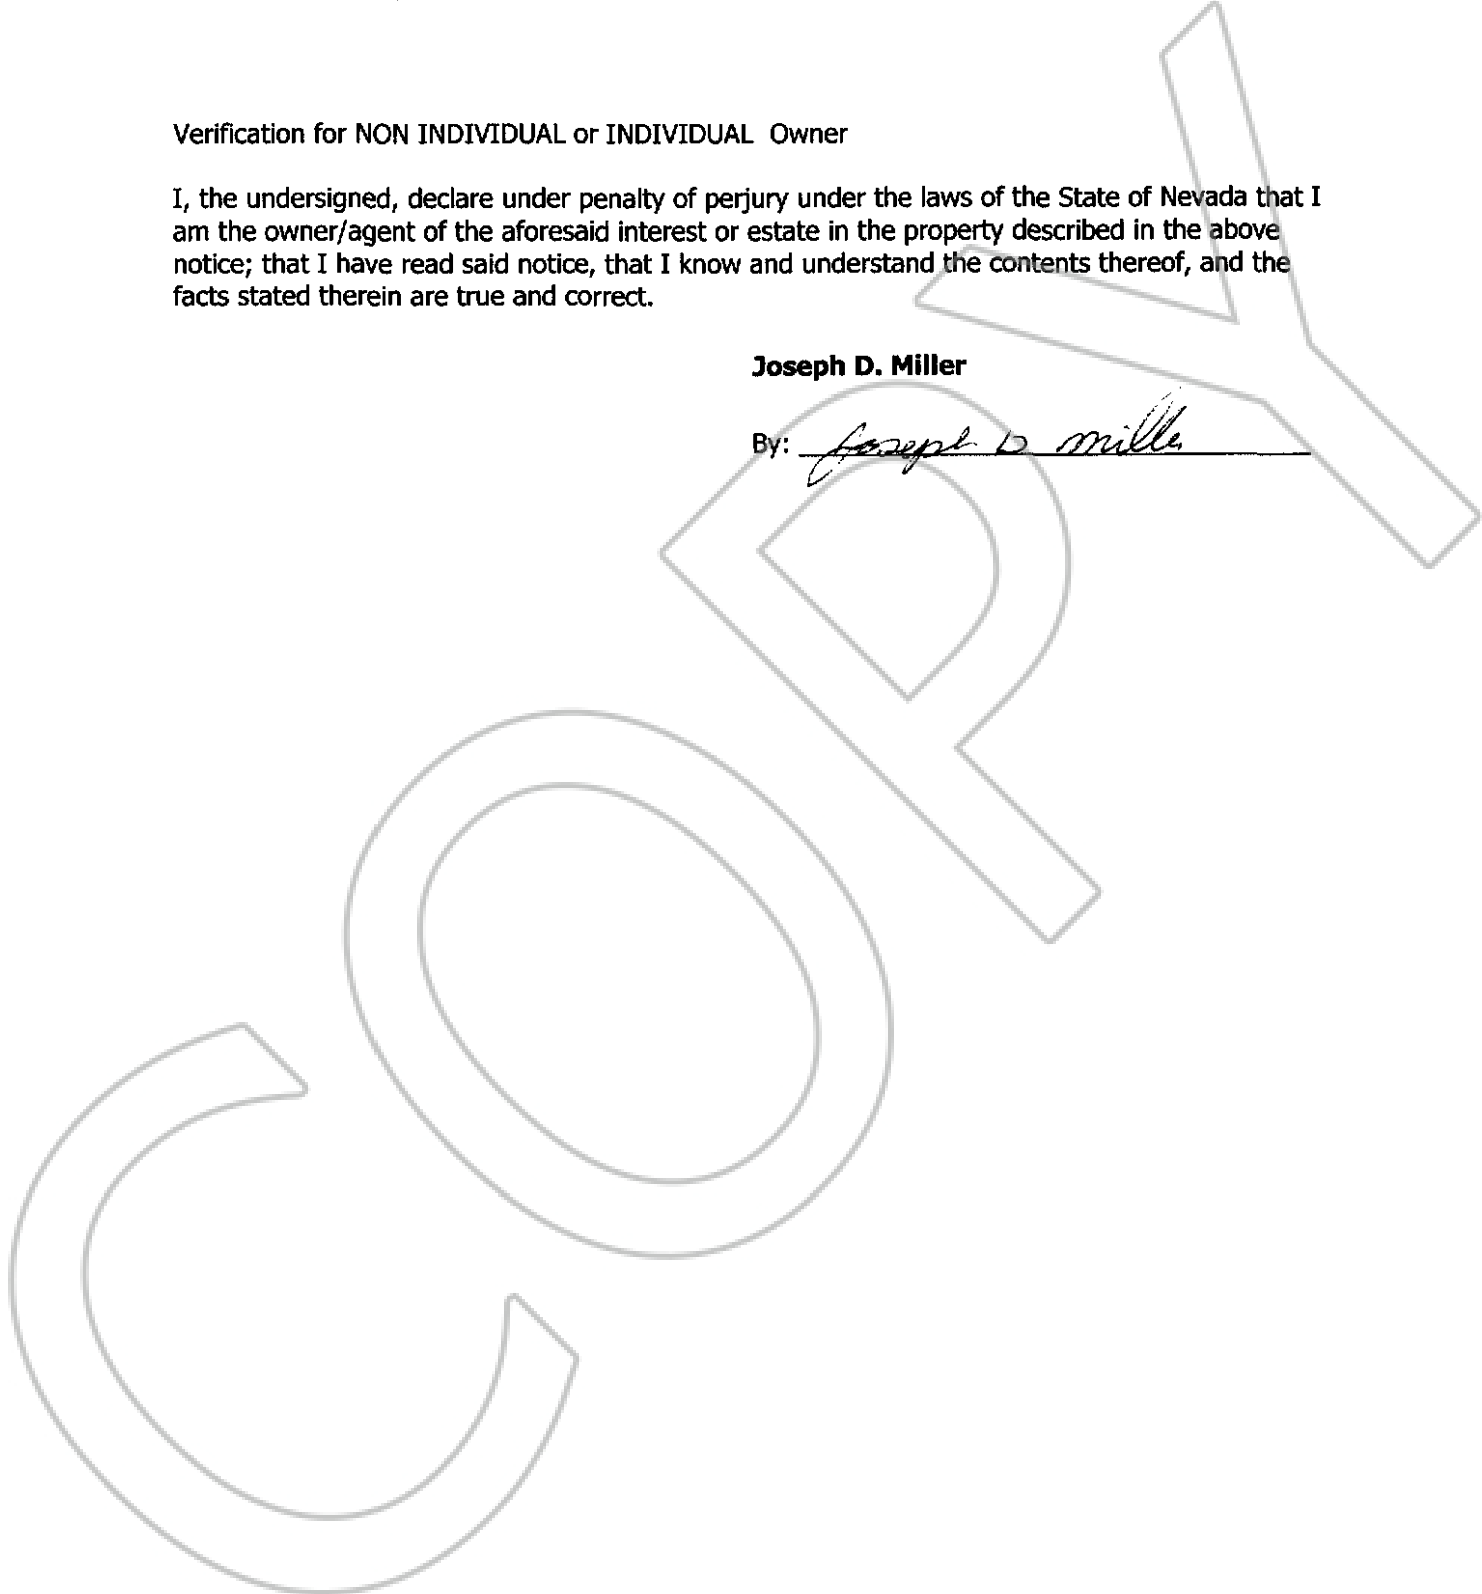 Verification for NON INDIVIDUAL or INDIVIDUAL Owner
I, the undersigned, declare under penalty of perjury under the laws of the State of Nevada that I
am the owner/agent of the aforesaid interest or estate in the property described in the above
notice; that I have read said notice, that I know and understand the contents thereof, and the
facts stated therein are true and correct.
Joseph D. Miller
By: Joseph D Miller
COPY